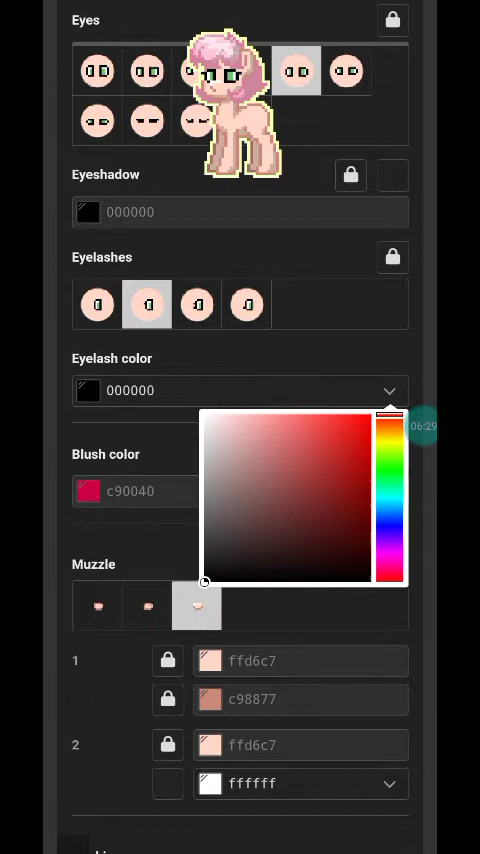 Eyes
Eyeshadow
000000
Eyelashes
Eyelash color
000000
06:29
Blush color
c90040
Muzzle
1
ffd6c7
c98877
2
ffd6c7
ffffff